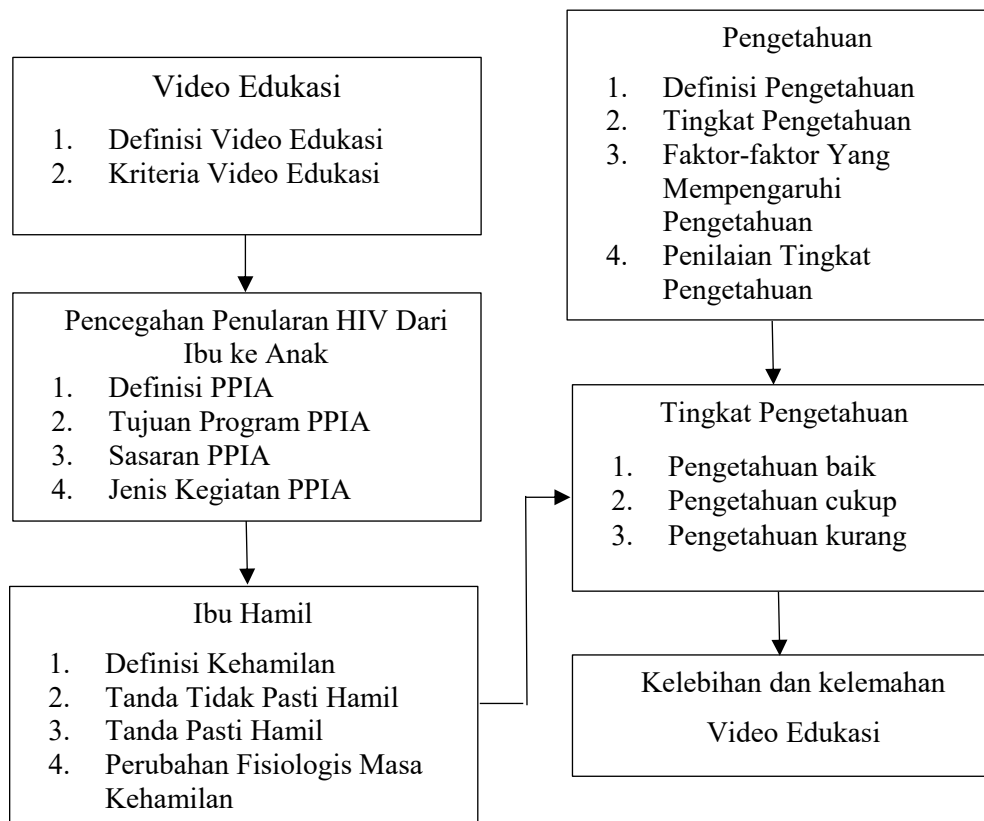 Video Edukasi
1. Definisi Video Edukasi
2. Kriteria Video Edukasi
Pencegahan Penularan HIV Dari
Ibu ke Anak
1. Definisi PPIA
2. Tujuan Program PPIA
3. Sasaran PPIA
4. Jenis Kegiatan PPIA
Ibu Hamil
1. Definisi Kehamilan
2. Tanda Tidak Pasti Hamil
3. Tanda Pasti Hamil
4. Perubahan Fisiologis Masa
Kehamilan
Pengetahuan
1. Definisi Pengetahuan
2. Tingkat Pengetahuan
3. Faktor-faktor Yang
Mempengaruhi
Pengetahuan
4. Penilaian Tingkat
Pengetahuan
Tingkat Pengetahuan
1. Pengetahuan baik
2. Pengetahuan cukup
3. Pengetahuan kurang
Kelebihan dan kelemahan
Video Edukasi